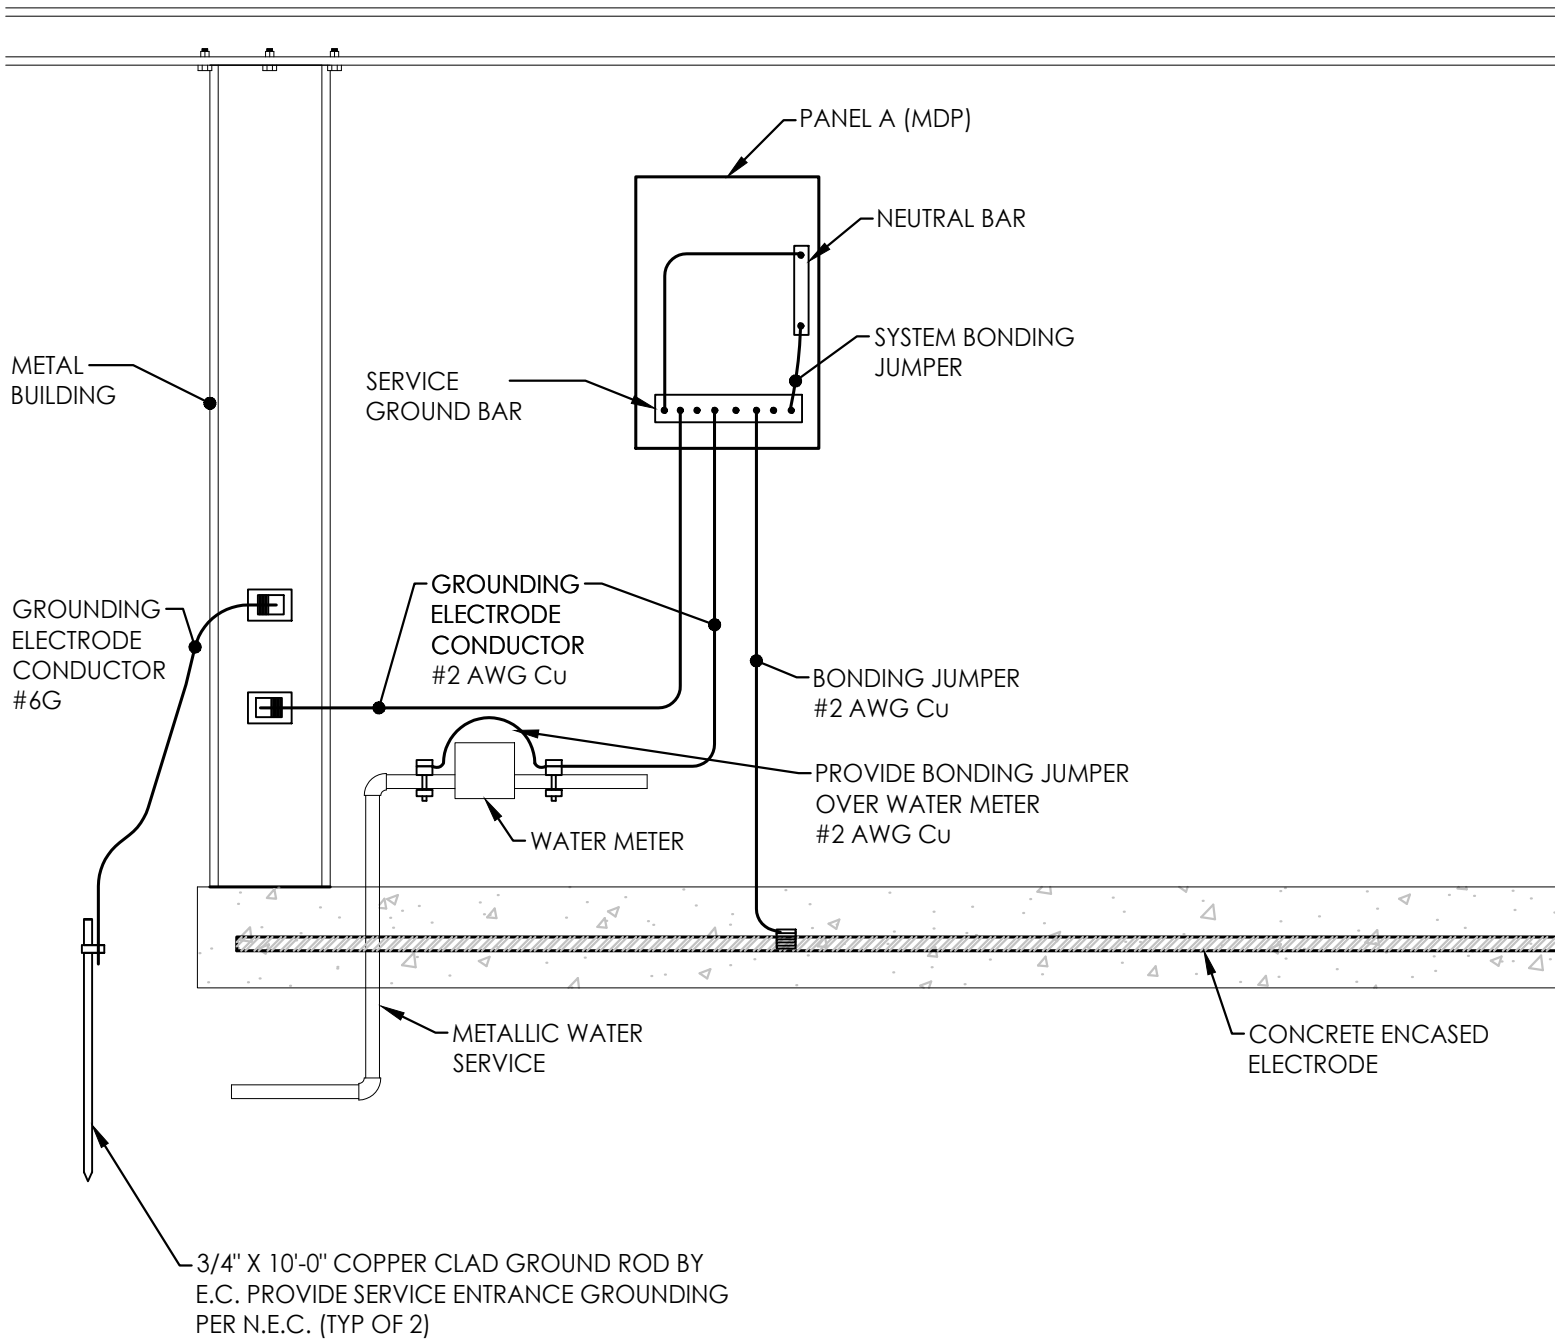 PANEL A (MDP)
NEUTRAL BAR
SYSTEM BONDING
JUMPER
METAL
BUILDING
SERVICE
GROUND BAR
GROUNDING
ELECTRODE
CONDUCTOR
#6G
GROUNDING
ELECTRODE
CONDUCTOR
#2 AWG Cu
BONDING JUMPER
#2 AWG Cu
PROVIDE BONDING JUMPER
OVER WATER METER
#2 AWG Cu
WATER METER
METALLIC WATER
SERVICE
CONCRETE ENCASED
ELECTRODE
3/4" X 10'-0" COPPER CLAD GROUND ROD BY
E.C. PROVIDE SERVICE ENTRANCE GROUNDING
PER N.E.C. (TYP OF 2)